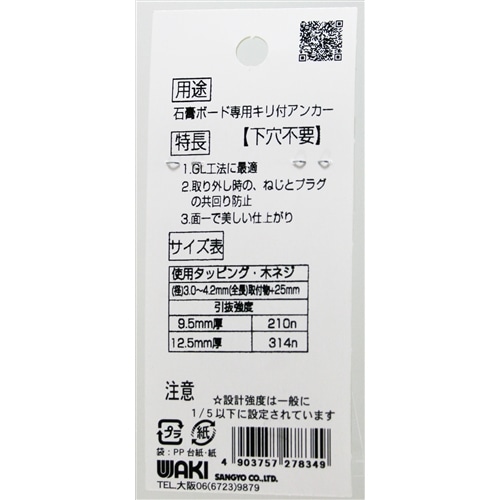 用途
石膏ボード専用キリ付アンカー
特長 【下穴不要】
1.GL工法に最適
2.取り外し時の、ねじとプラグ
の共回り防止
3.面一で美しい仕上がり
サイズ表
使用タッピング・木ネジ
(径)3.0〜4.2mm(全長)取付物+25mm
引抜強度
9.5mm厚 210n
12.5mm厚 314n
注意
☆設計強度は一般に
1/5以下に設定されています
プラ 紙
袋:PP 台紙・紙
WAKI
SANGYO CO.,LTD.
TEL.大阪06(6723)9879
4 903757 278349